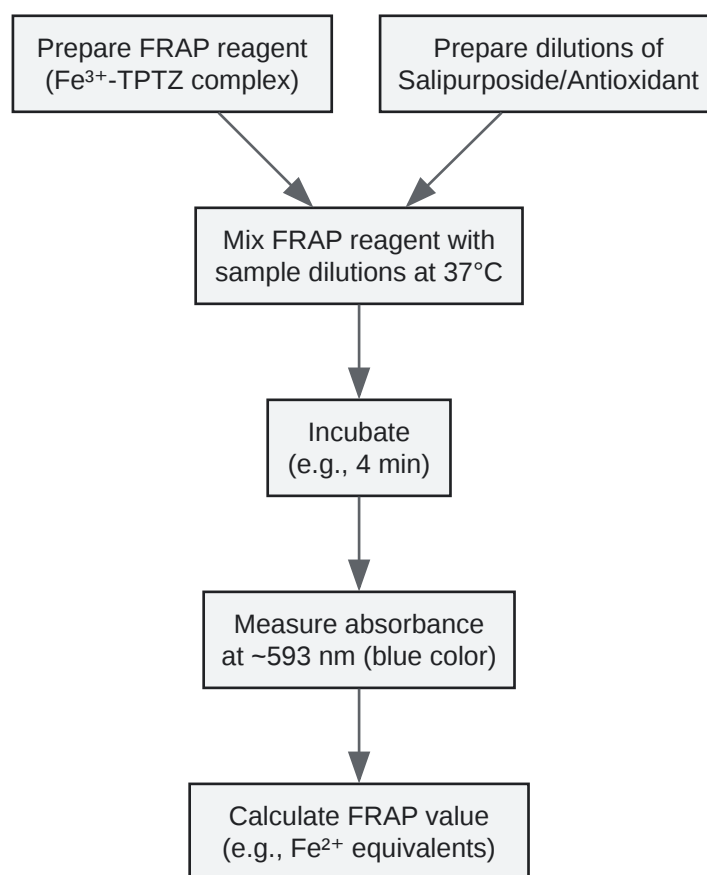 Prepare FRAP reagent
(Fe³⁺-TPTZ complex)
Prepare dilutions of
Salipurposide/Antioxidant
Mix FRAP reagent with
sample dilutions at 37°C
Incubate
(e.g., 4 min)
Measure absorbance
at ~593 nm (blue color)
Calculate FRAP value
(e.g., Fe²⁺ equivalents)